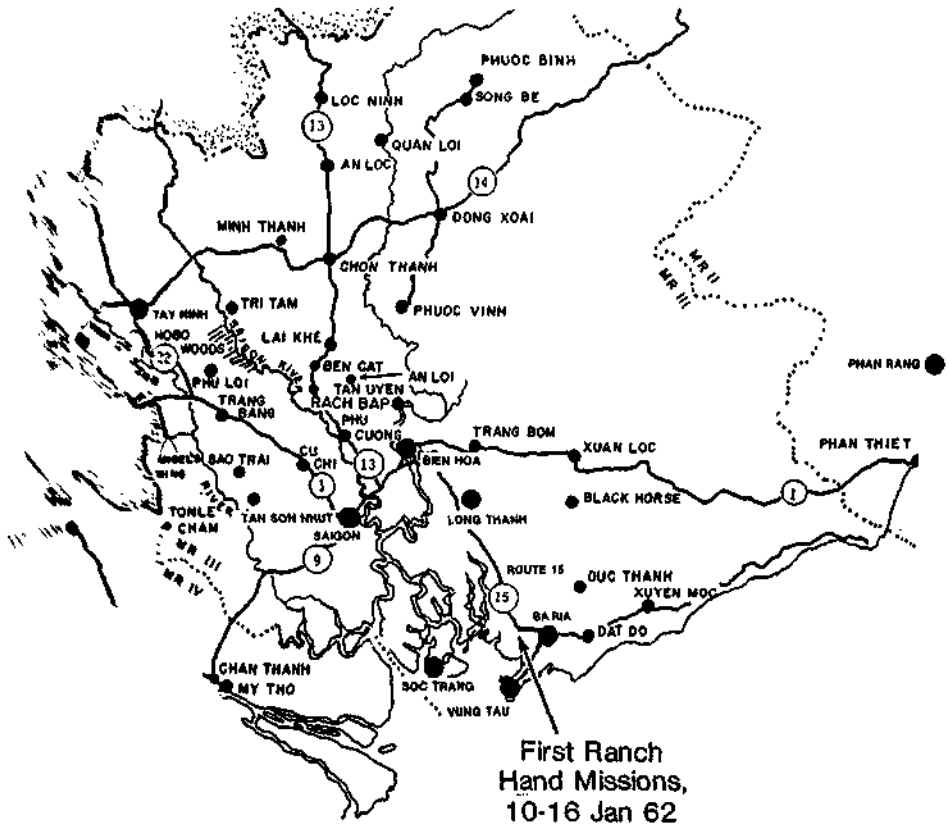 PHUOC BINH
SONG BE
LOC NINH
13
QUAN LOI
AN LOC
14
DONG XOAI
MINH THANH
CHON THANH
MR II
MR III
TAY NINH
TRI TAM
PHUOC VINH
SAIGON RIVER
LAI KHE
HOBO
WOODS
22
BEN CAT
AN LOI
PHU LOI
TAN UYEN
RACH BAP
PHAN RANG
TRANG
BANG
PHU
CUONG
TRANG BOM
XUAN LOC
PHAN THIET
BIEN HOA
BAO TRAI
CU
CHI
13
1
1
BLACK HORSE
LONG THANH
RIVER
TONLE
CHAM
TAN SON NHUT
SAIGON
MR III
MR IV
9
ROUTE 15
DUC THANH
XUYEN MOC
15
BARIA
DAT DO
CHAN THANH
MY THO
SOC TRANG
VUNG TAU
First Ranch
Hand Missions,
10-16 Jan 62